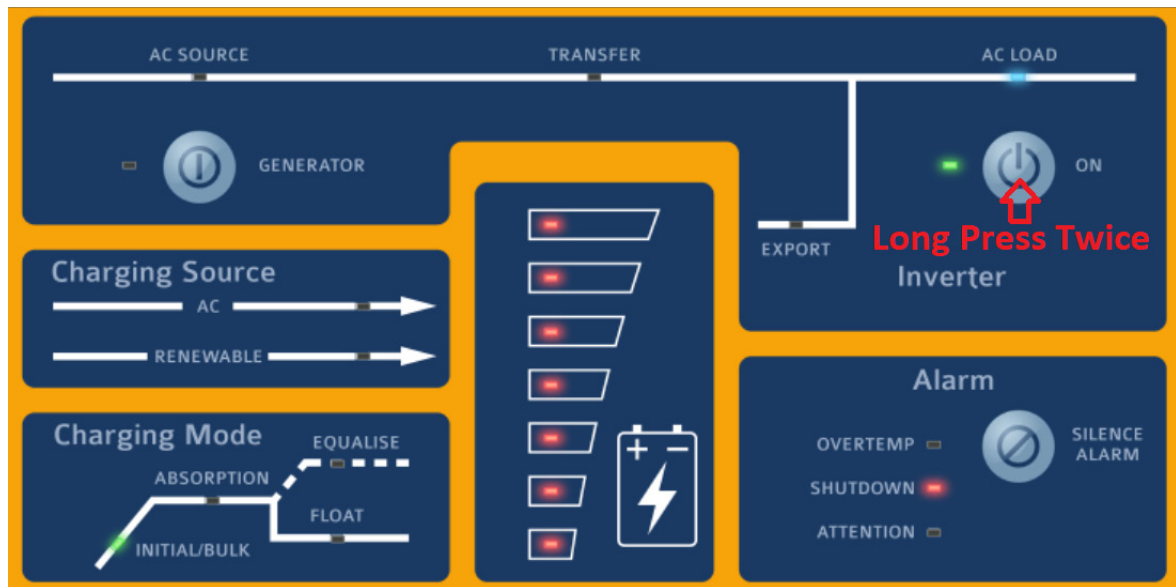 AC SOURCE
TRANSFER
AC LOAD
GENERATOR
ON
Long Press Twice
EXPORT
Inverter
Charging Source
AC
RENEWABLE
Charging Mode
EQUALISE
ABSORPTION
FLOAT
INITIAL/BULK
+ −
Alarm
OVERTEMP
SILENCE
ALARM
SHUTDOWN
ATTENTION